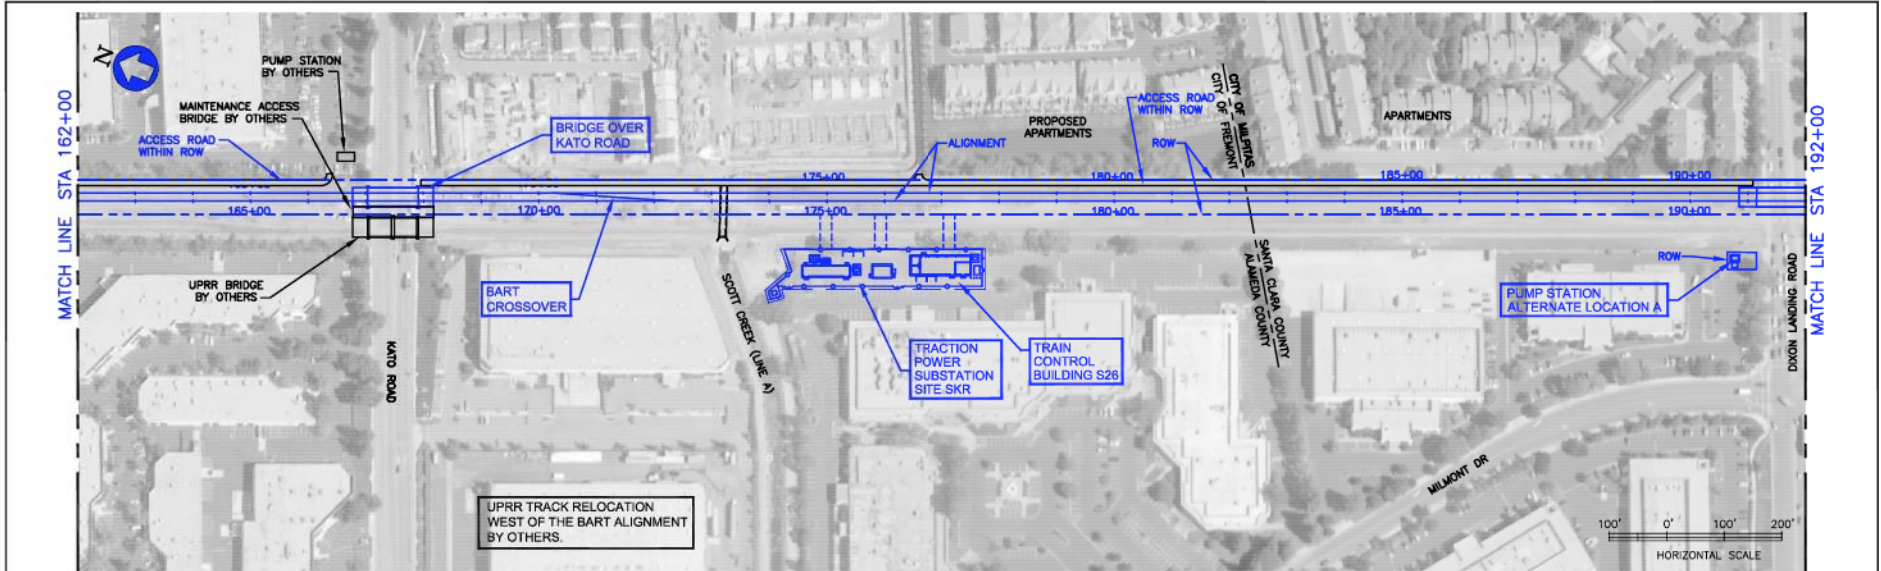 N
PUMP STATION
BY OTHERS
MAINTENANCE ACCESS
BRIDGE BY OTHERS
ACCESS ROAD
WITHIN ROW
MATCH LINE STA 162+00
BRIDGE OVER
KATO ROAD
PROPOSED
APARTMENTS
ACCESS ROAD
WITHIN ROW
CITY OF MILPITAS
CITY OF FREMONT
APARTMENTS
ALIGNMENT
ROW
175+00
180+00
185+00
190+00
165+00
170+00
175+00
180+00
185+00
190+00
MATCH LINE STA 192+00
UPRR BRIDGE
BY OTHERS
BART
CROSSOVER
SCOTT CREEK (LINE A)
SANTA CLARA COUNTY
ALAMEDA COUNTY
ROW
PUMP STATION
ALTERNATE LOCATION A
DIXON LANDING ROAD
KATO ROAD
TRACTION
POWER
SUBSTATION
SITE SKR
TRAIN
CONTROL
BUILDING S26
MILMONT DR
UPRR TRACK RELOCATION
WEST OF THE BART ALIGNMENT
BY OTHERS.
100' 0' 100' 200'
HORIZONTAL SCALE